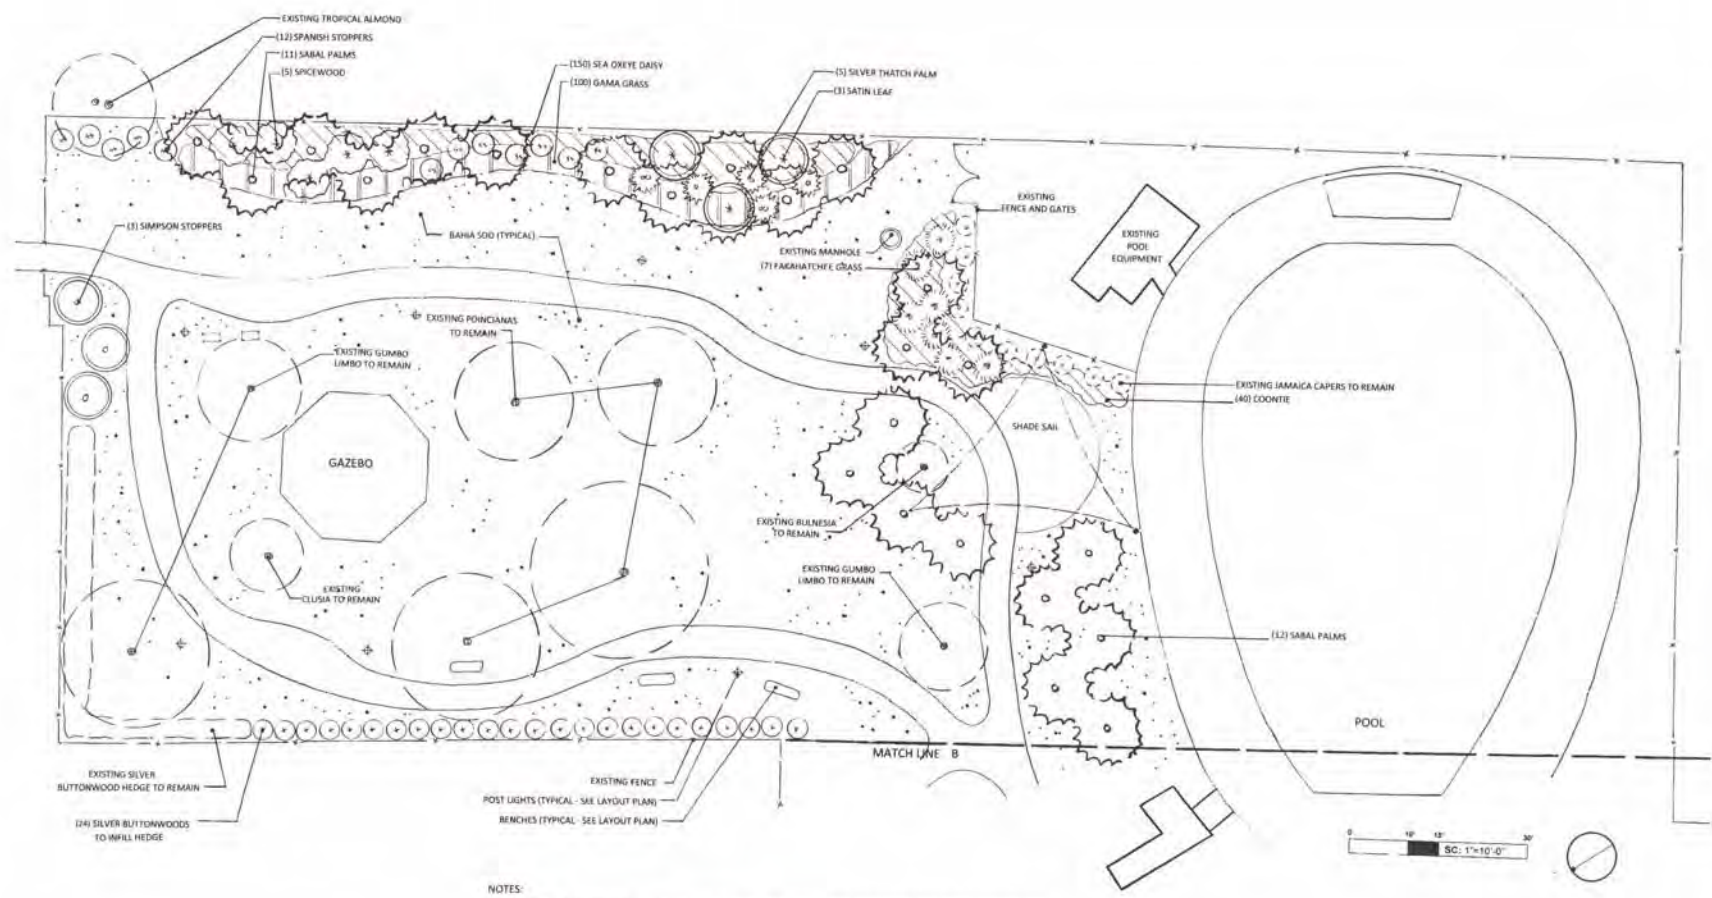 EXISTING TROPICAL ALMOND
(12) SPANISH STOPPERS
(11) SABAL PALMS
(5) SPICEWOOD
(150) SEA OXEYE DAISY
(100) GAMA GRASS
(5) SILVER THATCH PALM
(3) SATIN LEAF
EXISTING
FENCE AND GATES
(3) SIMPSON STOPPERS
BAHIA SOD (TYPICAL)
EXISTING MANHOLE
(7) FAKAHATCHEE GRASS
EXISTING
POOL
EQUIPMENT
EXISTING POINCIANAS
TO REMAIN
EXISTING GUMBO
LIMBO TO REMAIN
EXISTING JAMAICA CAPERS TO REMAIN
(40) COONTIE
SHADE SAIL
GAZEBO
EXISTING BULNESIA
TO REMAIN
EXISTING GUMBO
LIMBO TO REMAIN
EXISTING
CLUSIA TO REMAIN
(12) SABAL PALMS
POOL
MATCH LINE B
EXISTING SILVER
BUTTONWOOD HEDGE TO REMAIN
EXISTING FENCE
POST LIGHTS (TYPICAL - SEE LAYOUT PLAN)
BENCHES (TYPICAL - SEE LAYOUT PLAN)
(24) SILVER BUTTONWOODS
TO INFILL HEDGE
0 10' 15' 30'
SC: 1"=10'-0"
NOTES: